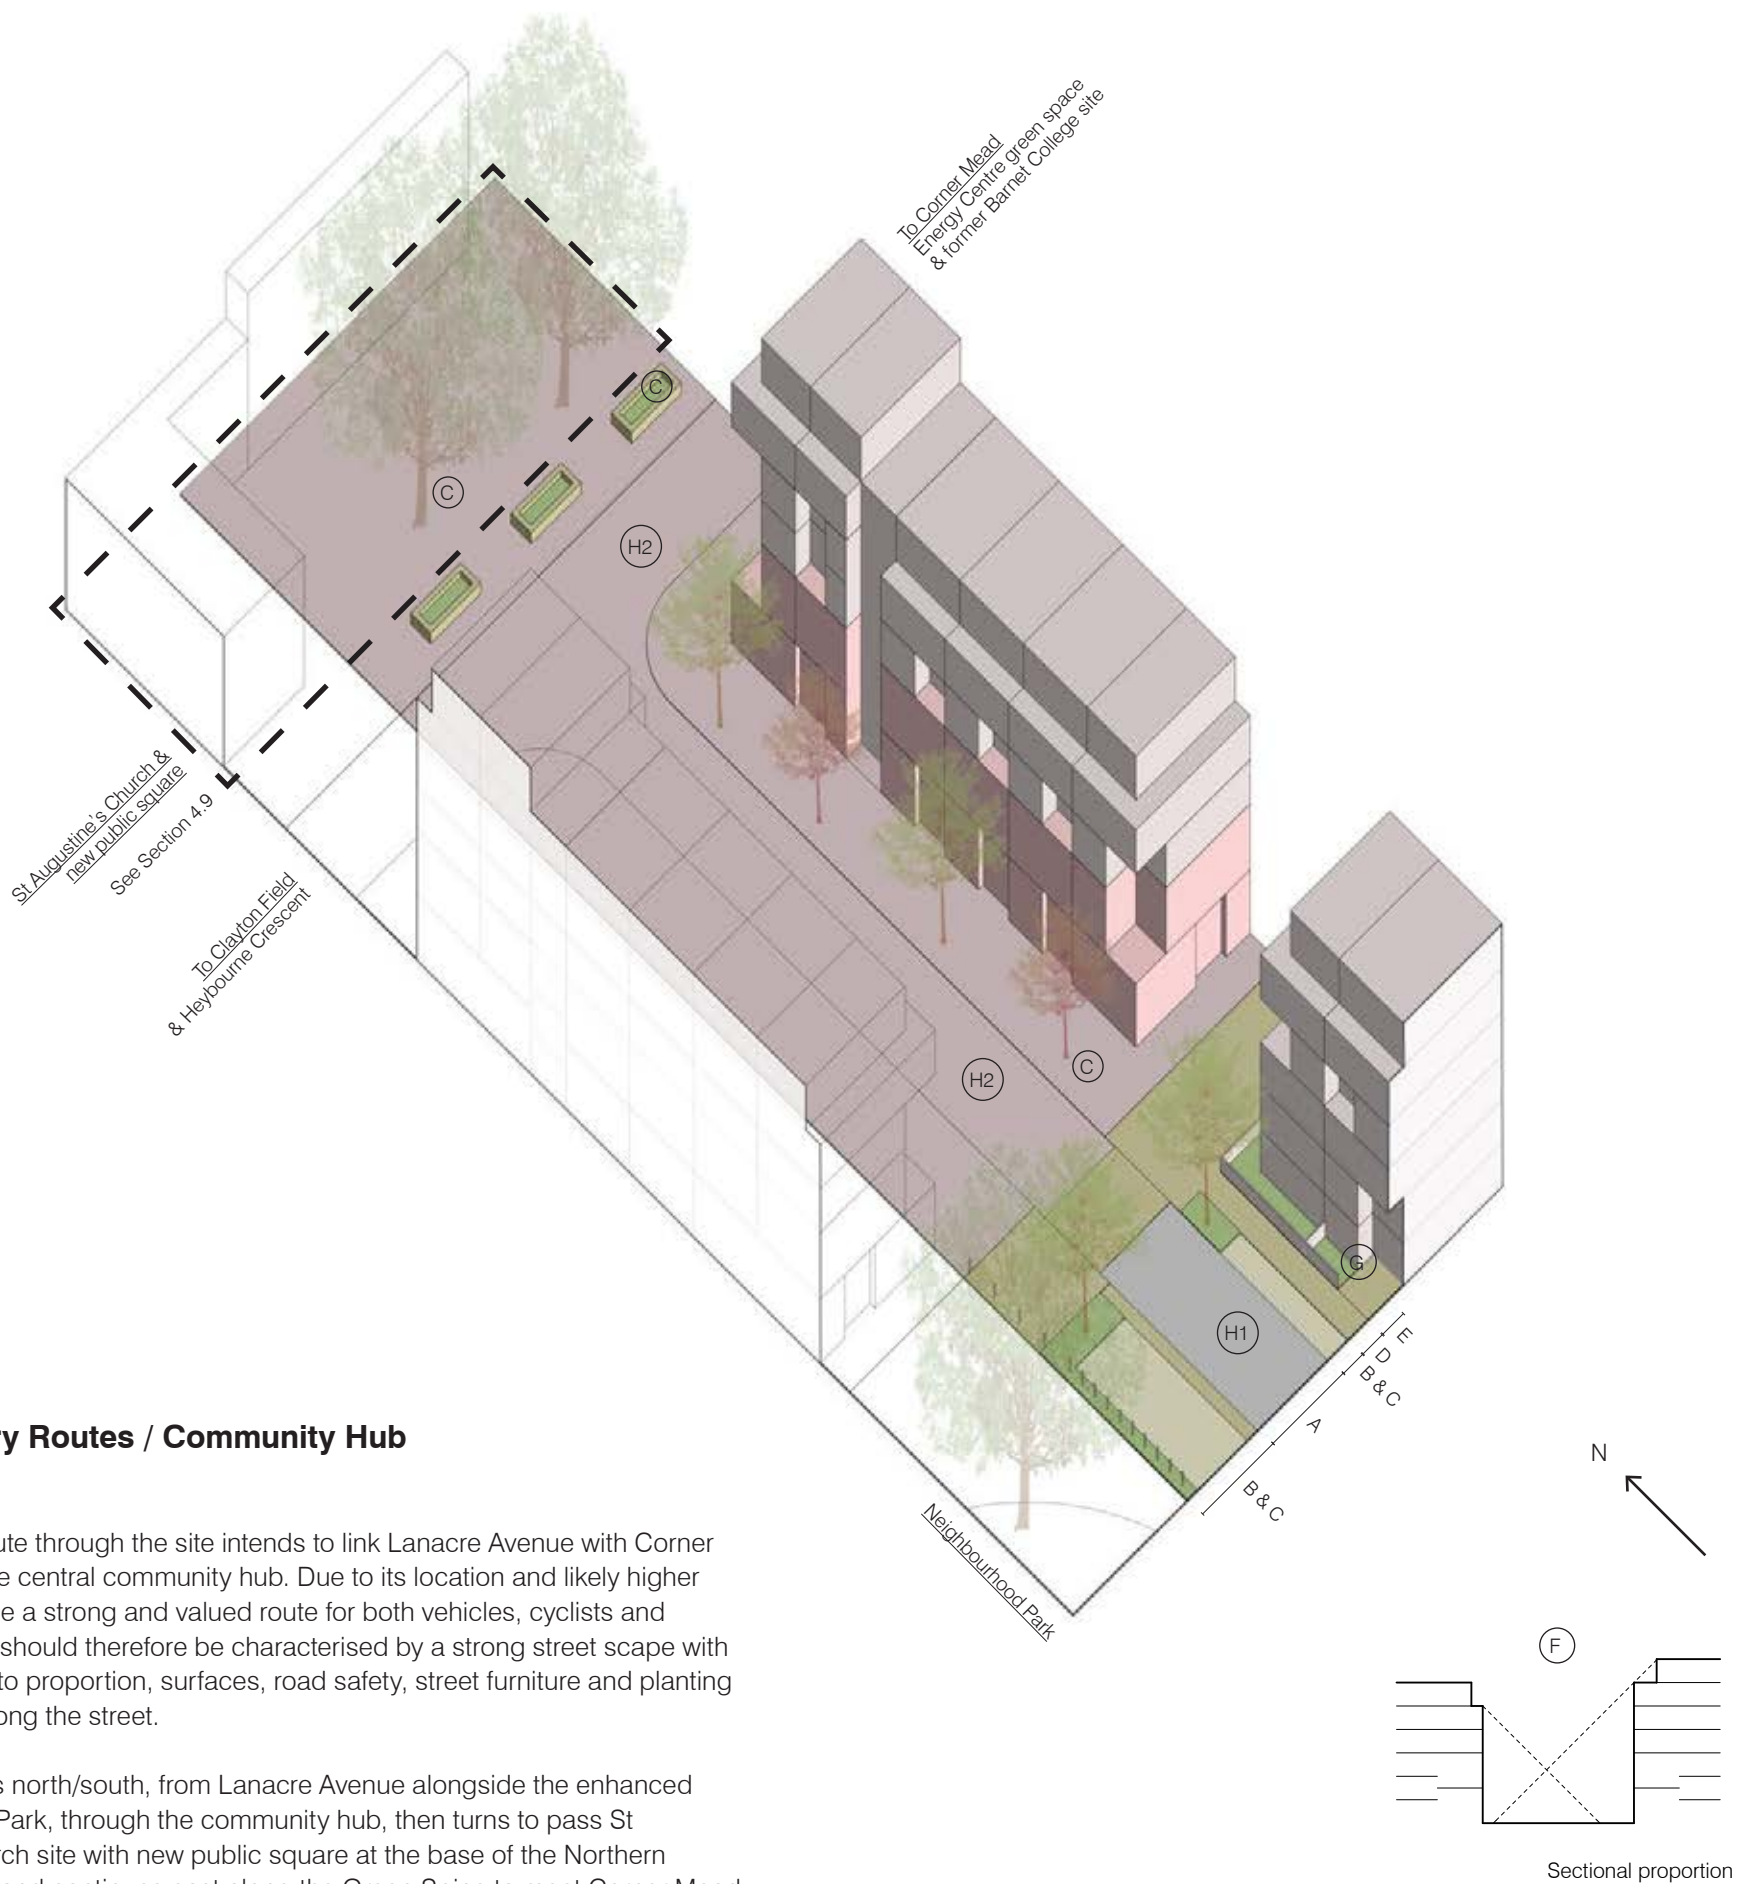 To Corner Mead
Energy Centre green space
& former Barnet College site
C
C
H2
St Augustine's Church &
new public square
See Section 4.9
To Clayton Field
& Heybourne Crescent
H2
C
G
H1
E
D
B & C
A
B & C
Neighbourhood Park
N
F
Sectional proportion
y Routes / Community Hub
ute through the site intends to link Lanacre Avenue with Corner
e central community hub. Due to its location and likely higher
e a strong and valued route for both vehicles, cyclists and
should therefore be characterised by a strong street scape with
to proportion, surfaces, road safety, street furniture and planting
ong the street.
s north/south, from Lanacre Avenue alongside the enhanced
Park, through the community hub, then turns to pass St
rch site with new public square at the base of the Northern